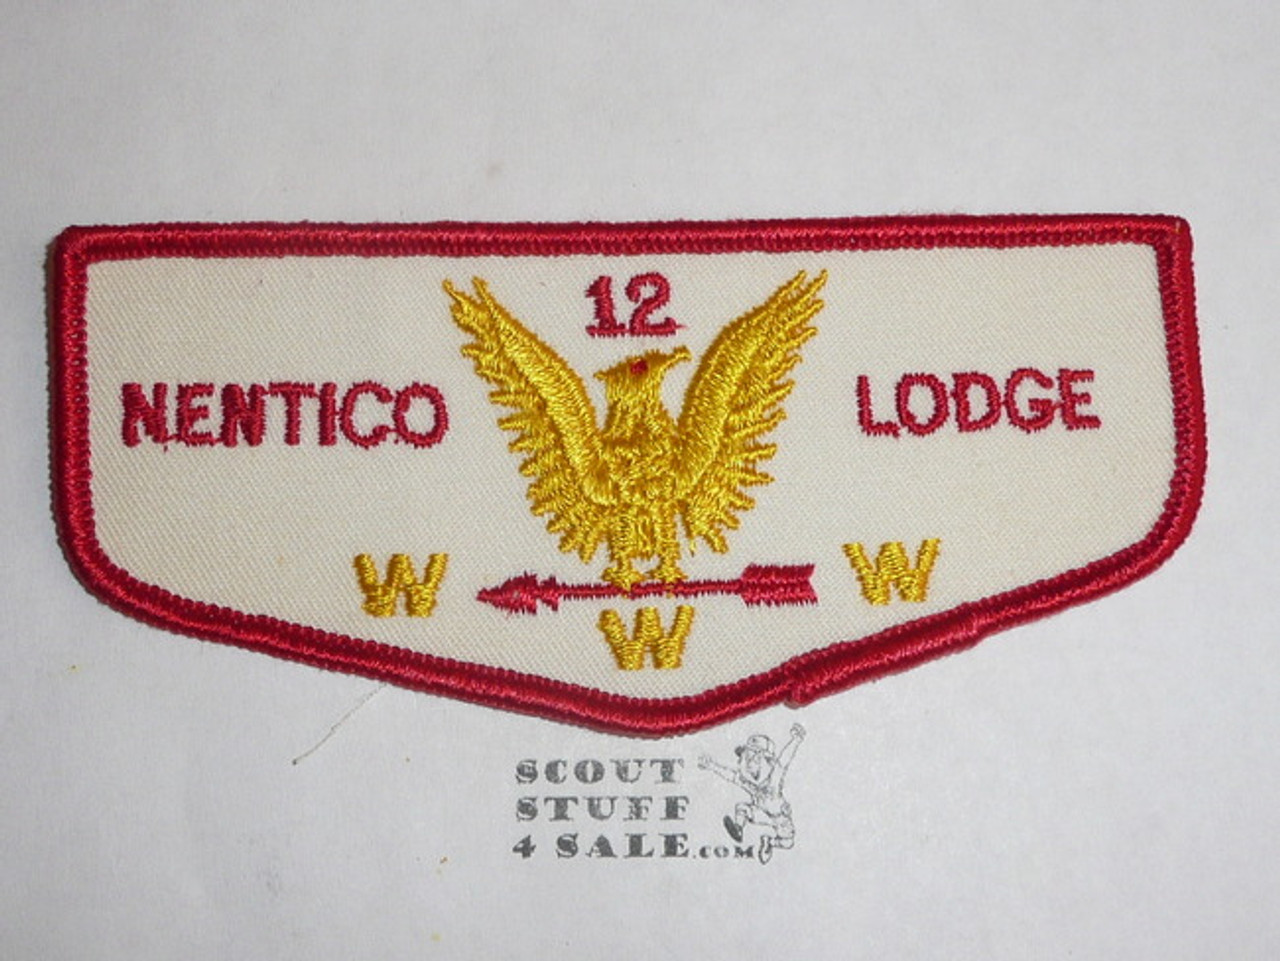 12
NENTICO LODGE
W W
W
SCOUT
STUFF
4 SALE.COM